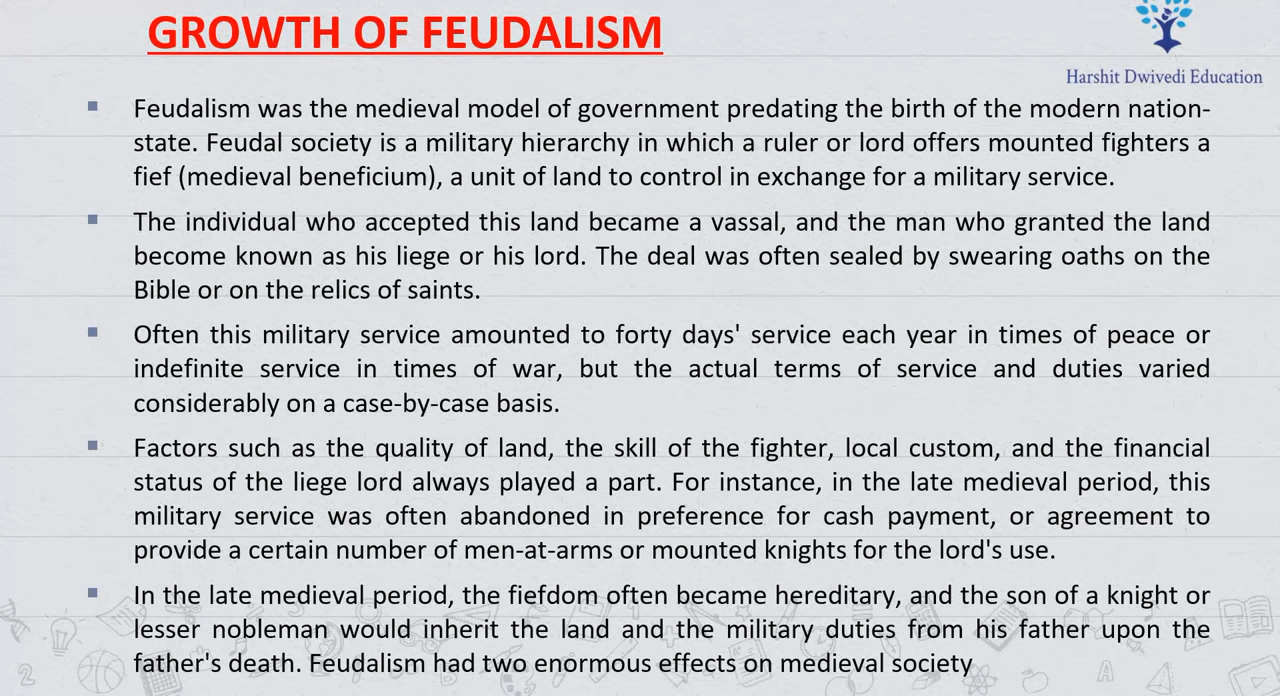 GROWTH OF FEUDALISM
Harshit Dwivedi Education
▪ Feudalism was the medieval model of government predating the birth of the modern nation-
state. Feudal society is a military hierarchy in which a ruler or lord offers mounted fighters a
fief (medieval beneficium), a unit of land to control in exchange for a military service.
▪ The individual who accepted this land became a vassal, and the man who granted the land
become known as his liege or his lord. The deal was often sealed by swearing oaths on the
Bible or on the relics of saints.
▪ Often this military service amounted to forty days' service each year in times of peace or
indefinite service in times of war, but the actual terms of service and duties varied
considerably on a case-by-case basis.
▪ Factors such as the quality of land, the skill of the fighter, local custom, and the financial
status of the liege lord always played a part. For instance, in the late medieval period, this
military service was often abandoned in preference for cash payment, or agreement to
provide a certain number of men-at-arms or mounted knights for the lord's use.
▪ In the late medieval period, the fiefdom often became hereditary, and the son of a knight or
lesser nobleman would inherit the land and the military duties from his father upon the
father's death. Feudalism had two enormous effects on medieval society